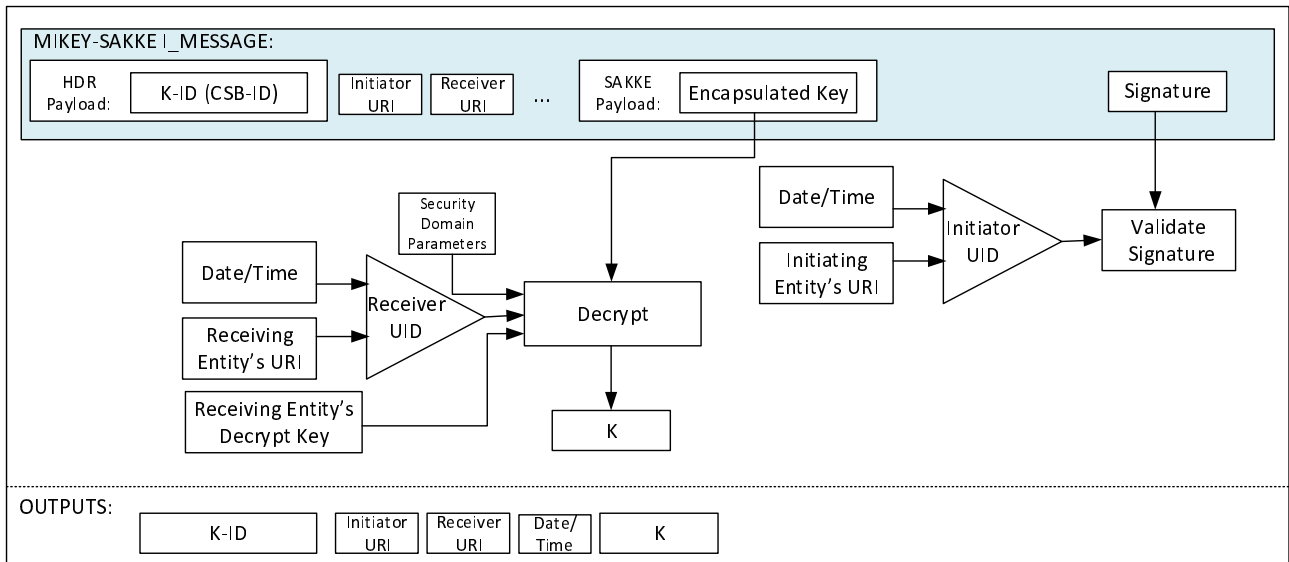 MIKEY-SAKKE I_MESSAGE:
HDR
Payload:
K-ID (CSB-ID)
Initiator
URI
Receiver
URI
...
SAKKE
Payload:
Encapsulated Key
Signature
Date/Time
Initiating
Entity’s URI
Initiator
UID
Validate
Signature
Security
Domain
Parameters
Date/Time
Receiving
Entity’s URI
Receiver
UID
Receiving Entity’s
Decrypt Key
Decrypt
K
OUTPUTS:
K-ID
Initiator
URI
Receiver
URI
Date/
Time
K